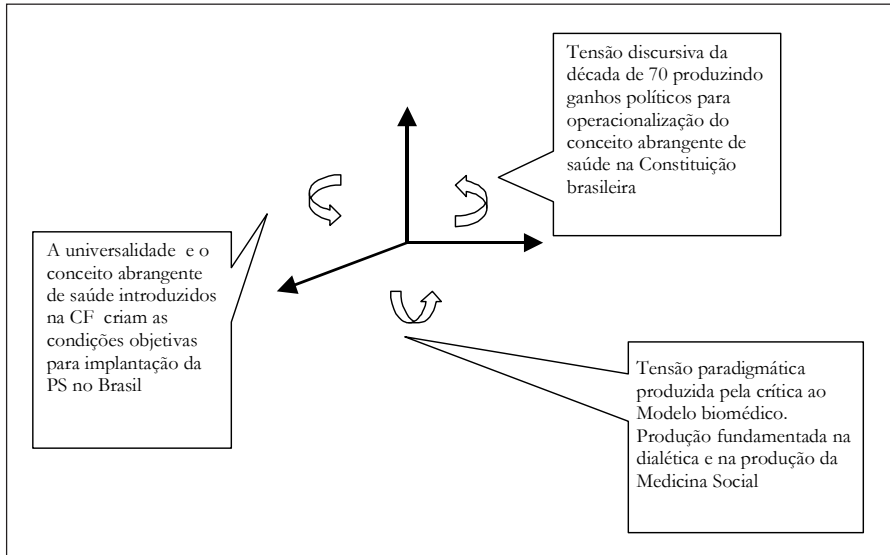 Tensão discursiva da
década de 70 produzindo
ganhos políticos para
operacionalização do
conceito abrangente de
saúde na Constituição
brasileira
A universalidade e o
conceito abrangente
de saúde introduzidos
na CF criam as
condições objetivas
para implantação da
PS no Brasil
Tensão paradigmática
produzida pela crítica ao
Modelo biomédico.
Produção fundamentada na
dialética e na produção da
Medicina Social